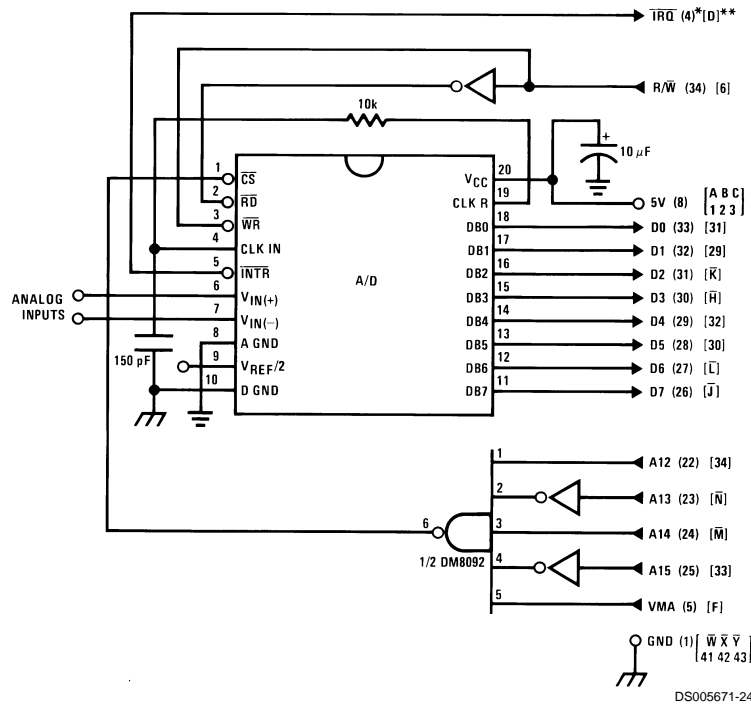 I̅R̅Q̅ (4)*[D]**
R/W̅ (34) [6]
10k
+
10 μF
1 C̅S̅
2 R̅D̅
3 W̅R̅
4 CLK IN
5 I̅N̅T̅R̅
6 VIN(+)
7 VIN(−)
8 A GND
9 VREF/2
10 D GND
A/D
VCC 20
CLK R 19
DB0 18
DB1 17
DB2 16
DB3 15
DB4 14
DB5 13
DB6 12
DB7 11
5V (8) [A B C
1 2 3]
D0 (33) [31]
D1 (32) [29]
D2 (31) [K̅]
D3 (30) [H̅]
D4 (29) [32]
D5 (28) [30]
D6 (27) [L̅]
D7 (26) [J̅]
ANALOG
INPUTS
150 pF
1 A12 (22) [34]
2 A13 (23) [N̅]
3 A14 (24) [M̅]
4 A15 (25) [33]
5 VMA (5) [F]
6
1/2 DM8092
GND (1) [W̅ X̅ Y̅
41 42 43]
DS005671-24